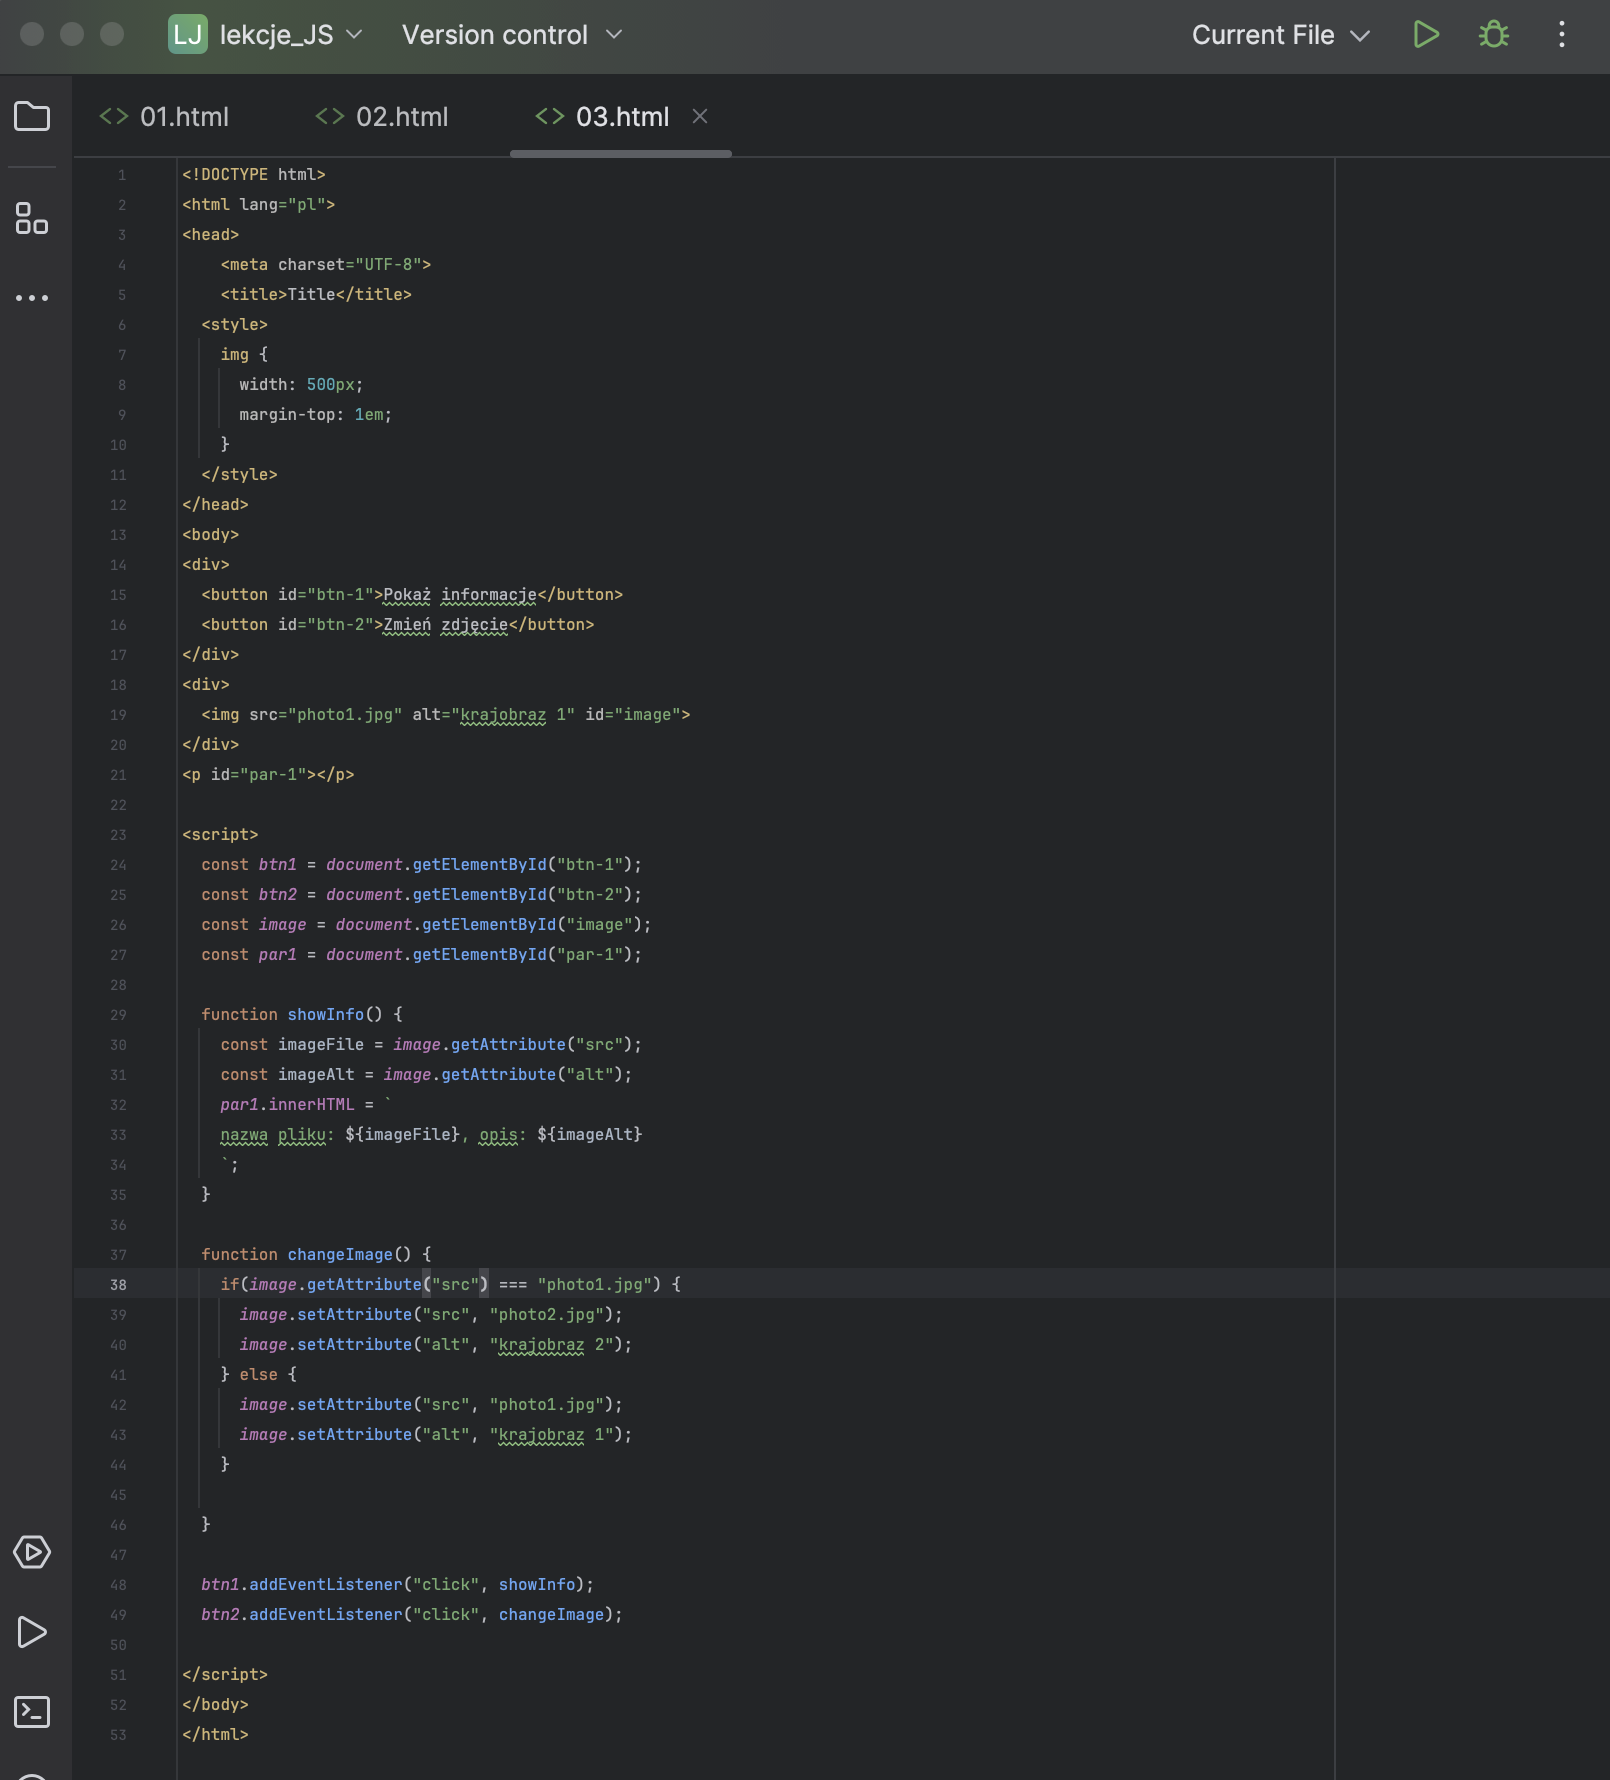 LJ lekcje_JS Version control Current File
01.html 02.html 03.html
1 <!DOCTYPE html>
2 <html lang="pl">
3 <head>
4     <meta charset="UTF-8">
5     <title>Title</title>
6   <style>
7     img {
8       width: 500px;
9       margin-top: 1em;
10     }
11   </style>
12 </head>
13 <body>
14 <div>
15   <button id="btn-1">Pokaż informacje</button>
16   <button id="btn-2">Zmień zdjęcie</button>
17 </div>
18 <div>
19   <img src="photo1.jpg" alt="krajobraz 1" id="image">
20 </div>
21 <p id="par-1"></p>
22
23 <script>
24   const btn1 = document.getElementById("btn-1");
25   const btn2 = document.getElementById("btn-2");
26   const image = document.getElementById("image");
27   const par1 = document.getElementById("par-1");
28
29   function showInfo() {
30     const imageFile = image.getAttribute("src");
31     const imageAlt = image.getAttribute("alt");
32     par1.innerHTML = `
33     nazwa pliku: ${imageFile}, opis: ${imageAlt}
34     `;
35   }
36
37   function changeImage() {
38     if(image.getAttribute("src") === "photo1.jpg") {
39       image.setAttribute("src", "photo2.jpg");
40       image.setAttribute("alt", "krajobraz 2");
41     } else {
42       image.setAttribute("src", "photo1.jpg");
43       image.setAttribute("alt", "krajobraz 1");
44     }
45
46   }
47
48   btn1.addEventListener("click", showInfo);
49   btn2.addEventListener("click", changeImage);
50
51 </script>
52 </body>
53 </html>